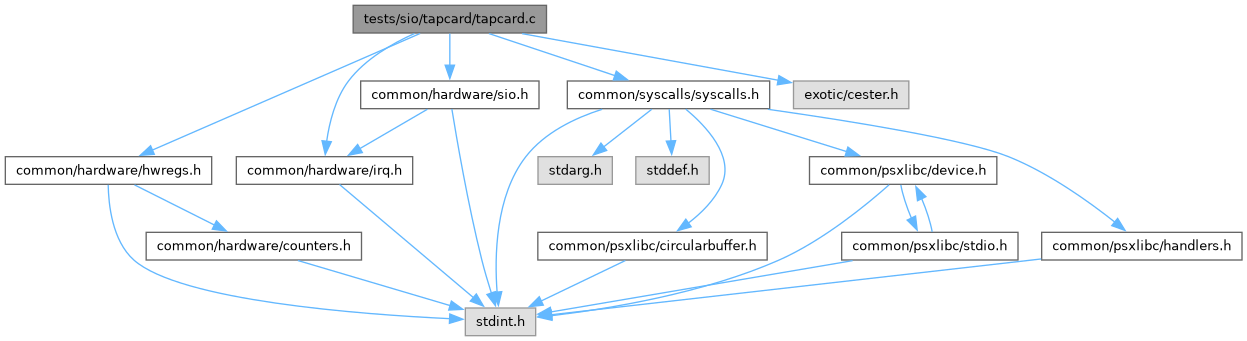 tests/sio/tapcard/tapcard.c
common/hardware/sio.h
common/syscalls/syscalls.h
exotic/cester.h
common/hardware/hwregs.h
common/hardware/irq.h
stdarg.h
stddef.h
common/psxlibc/device.h
common/hardware/counters.h
common/psxlibc/circularbuffer.h
common/psxlibc/stdio.h
common/psxlibc/handlers.h
stdint.h